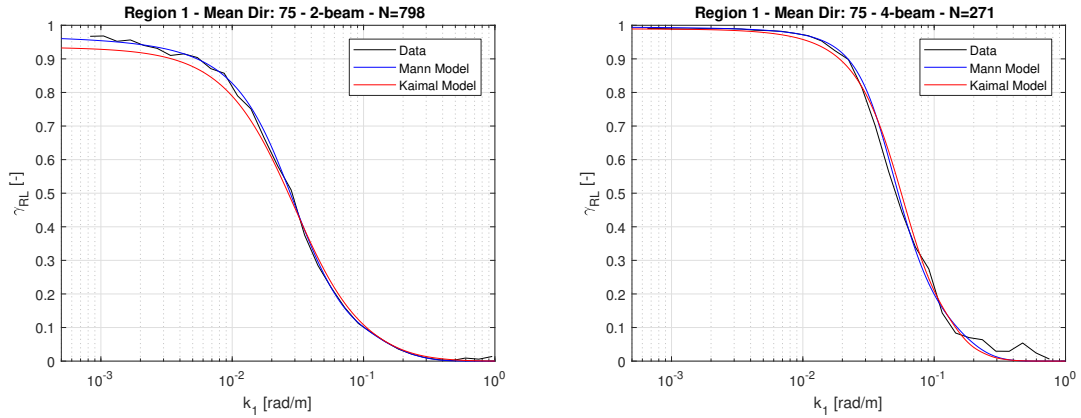 Region 1 - Mean Dir: 75 - 2-beam - N=798
1
0.9
0.8
0.7
0.6
0.5
0.4
0.3
0.2
0.1
0
γRL [-]
Data
Mann Model
Kaimal Model
10-3
10-2
10-1
100
k1 [rad/m]
Region 1 - Mean Dir: 75 - 4-beam - N=271
1
0.9
0.8
0.7
0.6
0.5
0.4
0.3
0.2
0.1
0
γRL [-]
Data
Mann Model
Kaimal Model
10-3
10-2
10-1
100
k1 [rad/m]